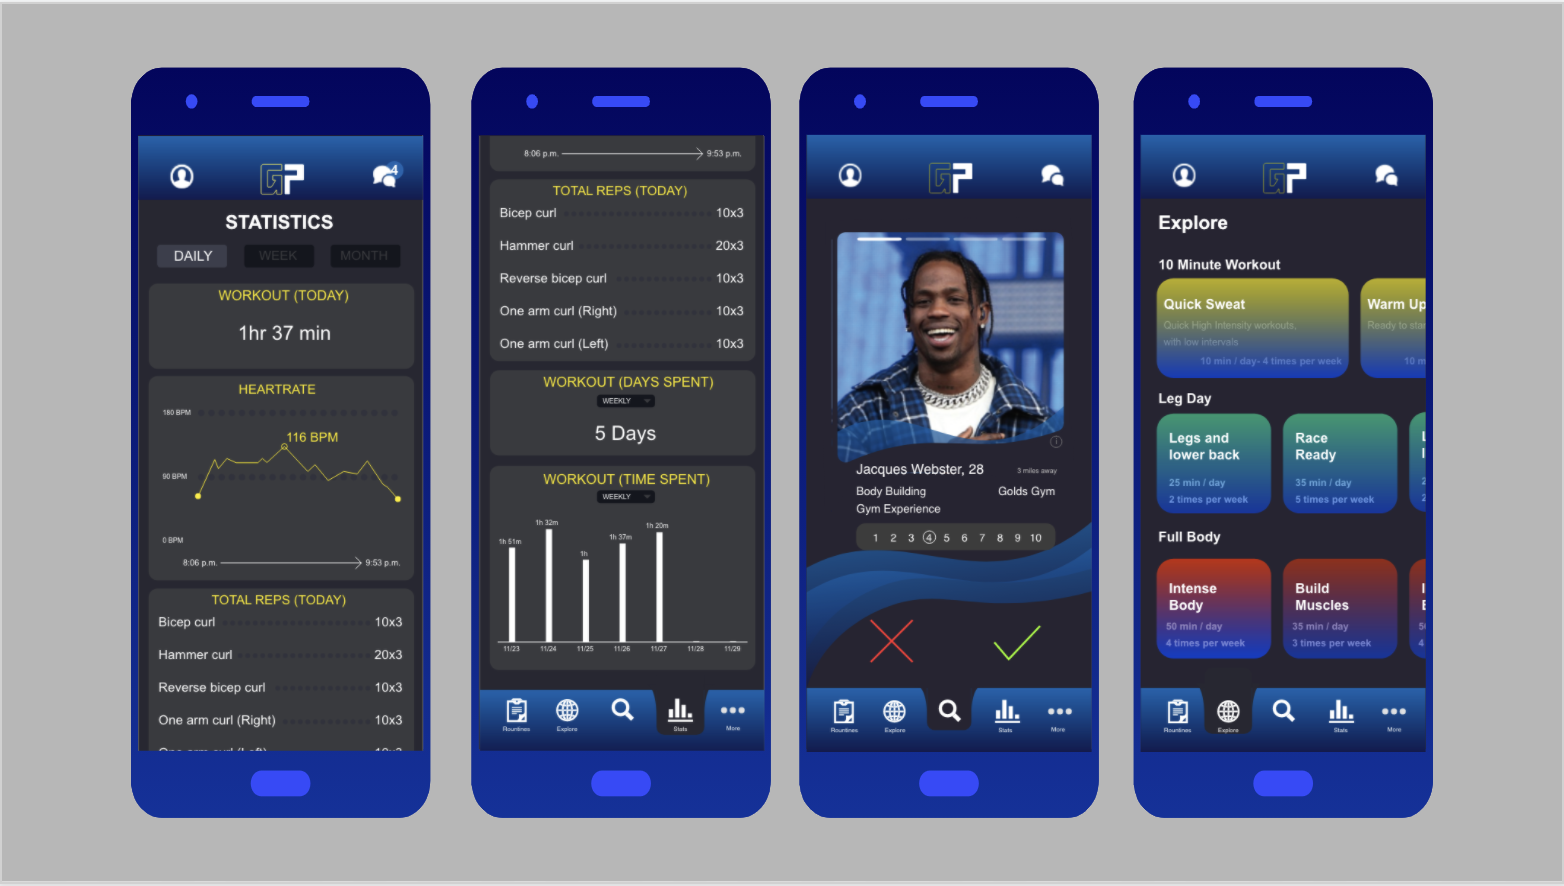 GP
4
STATISTICS
DAILY
WEEK
MONTH
WORKOUT (TODAY)
1hr 37 min
HEARTRATE
180 BPM
116 BPM
90 BPM
0 BPM
8:06 p.m.
9:53 p.m.
TOTAL REPS (TODAY)
Bicep curl 10x3
Hammer curl 20x3
Reverse bicep curl 10x3
One arm curl (Right) 10x3
One arm curl (Left) 10x3
8:06 p.m.
9:53 p.m.
TOTAL REPS (TODAY)
Bicep curl 10x3
Hammer curl 20x3
Reverse bicep curl 10x3
One arm curl (Right) 10x3
One arm curl (Left) 10x3
WORKOUT (DAYS SPENT)
WEEKLY
5 Days
WORKOUT (TIME SPENT)
WEEKLY
1h 51m
1h 32m
1h
1h 37m
1h 20m
11/23 11/24 11/25 11/26 11/27 11/28 11/29
Rountines Explore Stats More
GP
Jacques Webster, 28
3 miles away
Body Building Golds Gym
Gym Experience
1 2 3 4 5 6 7 8 9 10
Rountines Explore Stats More
GP
Explore
10 Minute Workout
Quick Sweat
Quick High Intensity workouts,
with low intervals
10 min / day- 4 times per week
Warm Up
Ready to star
10 m
Leg Day
Legs and
lower back
25 min / day
2 times per week
Race
Ready
35 min / day
5 times per week
Full Body
Intense
Body
50 min / day
4 times per week
Build
Muscles
35 min / day
3 times per week
Rountines Explore Stats More